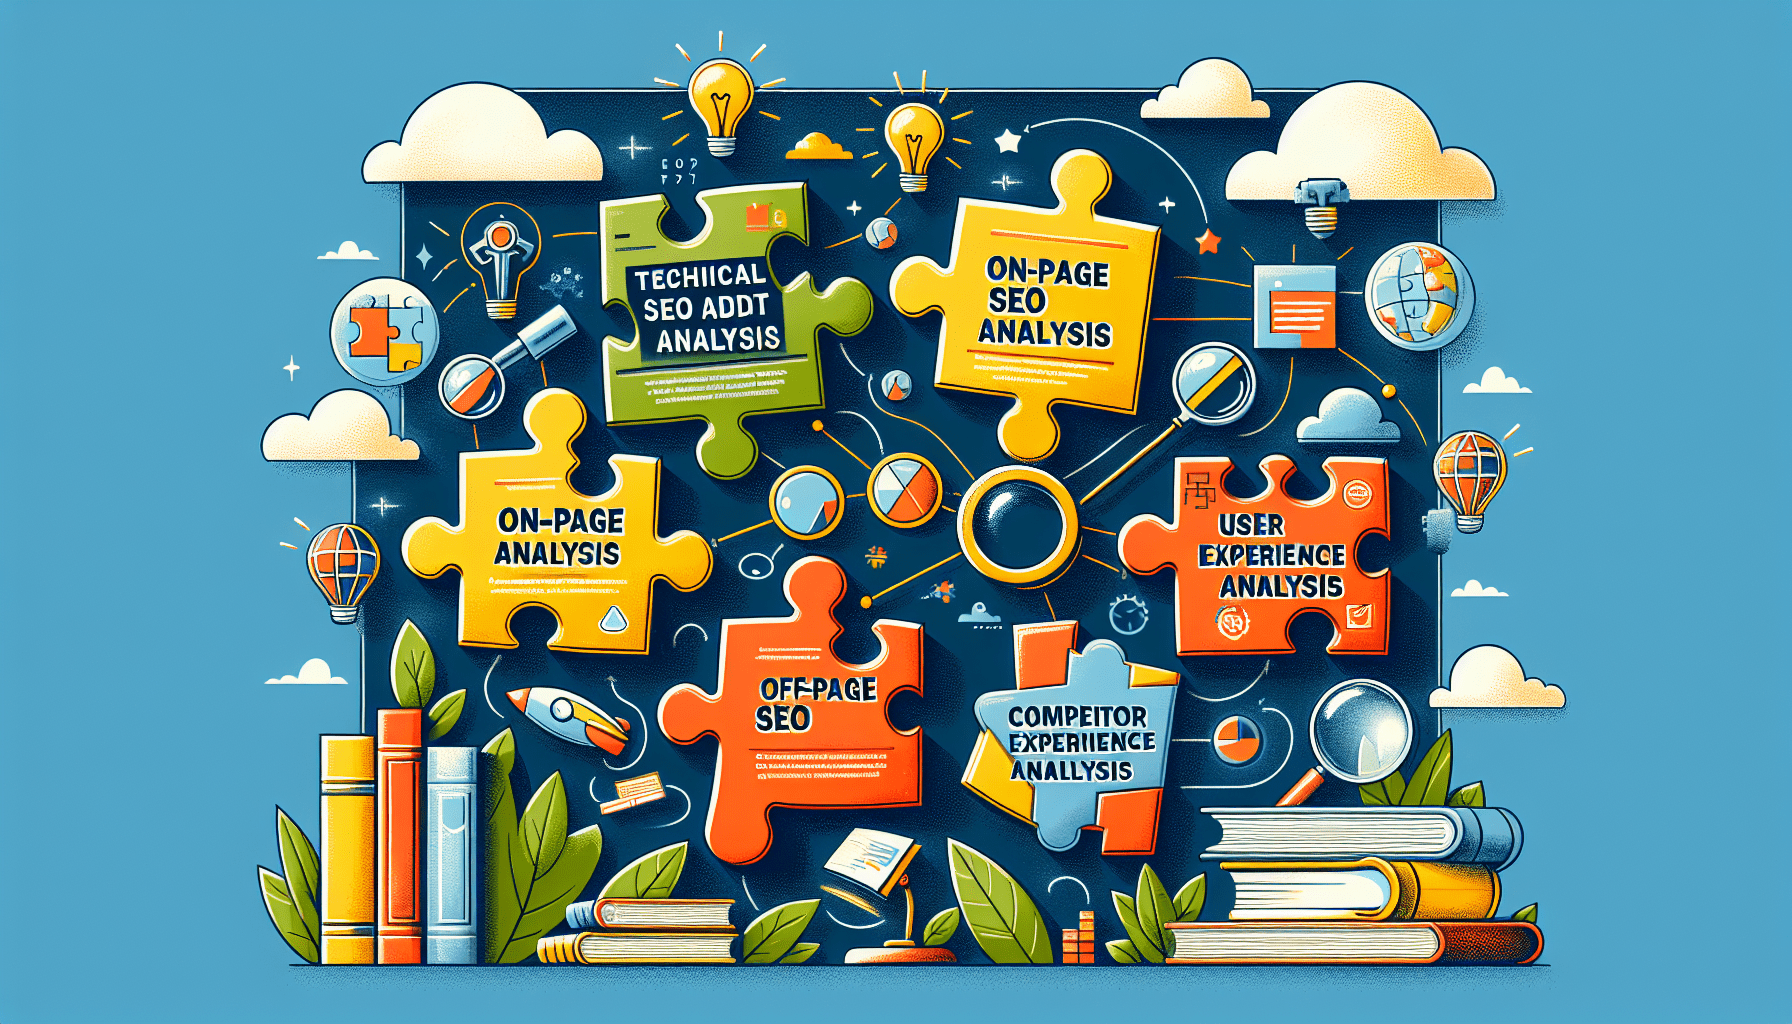 TECHICAL
SEO ADDT
ANALYSIS
ON-PAGE
SEO
ANALYSIS
ON-PAGE
ANALYSIS
USER
EXPERIENCE
ANALYSIS
OFF-PAGE
SEO
COMPEITOR
EXPERIIENCE
ANALLYSIS